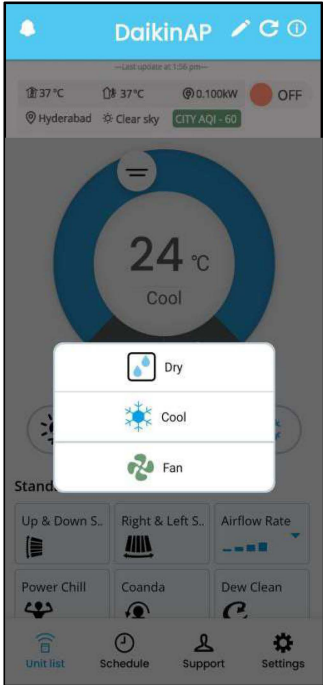 DaikinAP
—Last update at 1:36 pm—
37 °C 37°C 0.100kW OFF
Hyderabad Clear sky CITY AQI - 60
24 °C
Cool
Dry
Cool
Fan
Stand
Up & Down S.. Right & Left S.. Airflow Rate
Power Chill Coanda Dew Clean
Unit list Schedule Support Settings